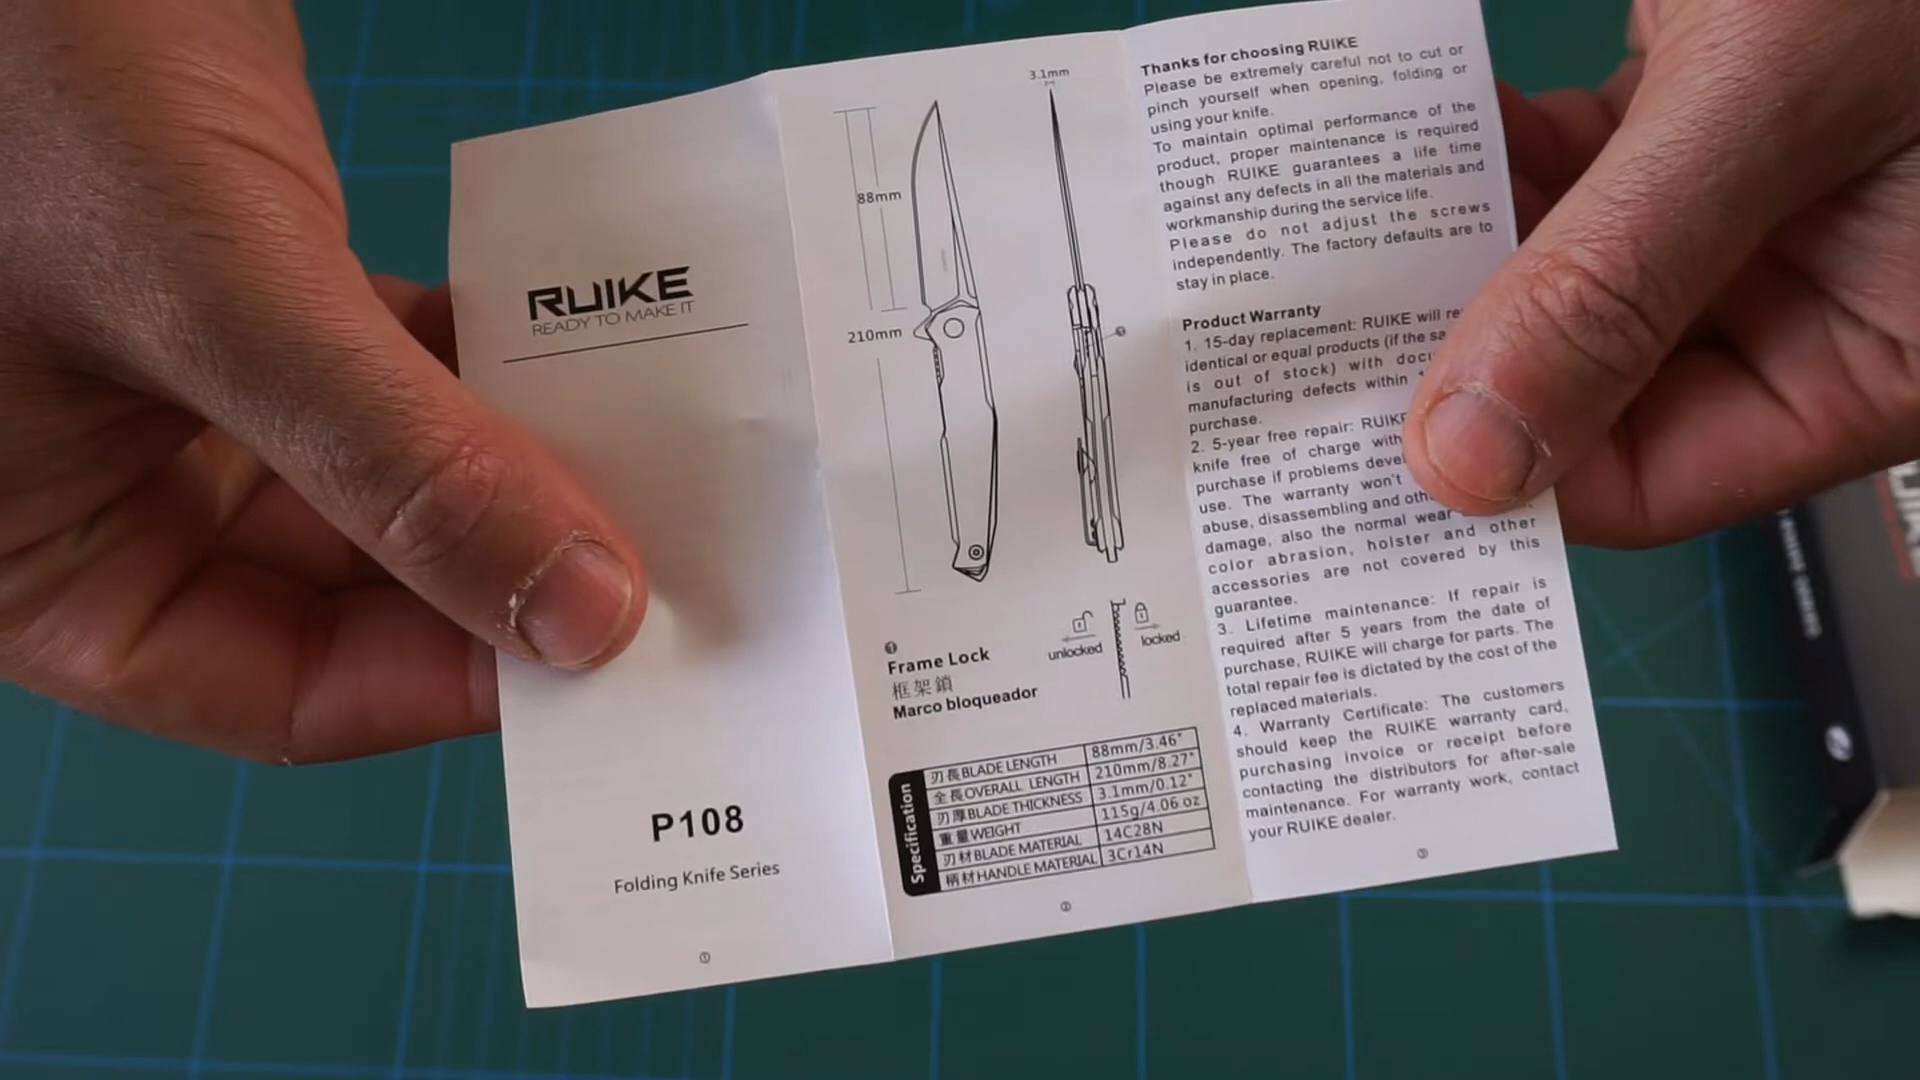 RUIKE
READY TO MAKE IT
P108
Folding Knife Series
①
3.1mm
88mm
210mm
❶
❶
Frame Lock
框架鎖
Marco bloqueador
unlocked
locked
Specification
刃長BLADE LENGTH 88mm/3.46"
全長OVERALL LENGTH 210mm/8.27"
刃厚BLADE THICKNESS 3.1mm/0.12"
重量WEIGHT 115g/4.06 oz
刃材BLADE MATERIAL 14C28N
柄材HANDLE MATERIAL 3Cr14N
②
Thanks for choosing RUIKE
Please be extremely careful not to cut or
pinch yourself when opening, folding or
using your knife.
To maintain optimal performance of the
product, proper maintenance is required
though RUIKE guarantees a life time
against any defects in all the materials and
workmanship during the service life.
Please do not adjust the screws
independently. The factory defaults are to
stay in place.
Product Warranty
1. 15-day replacement: RUIKE will
identical or equal products (if the
is out of stock) with
manufacturing defects within
purchase.
2. 5-year free repair: RUIKE
knife free of charge
purchase if problems
use. The warranty won't
abuse, disassembling and
damage, also the normal wear
color abrasion, holster and other
accessories are not covered by this
guarantee.
3. Lifetime maintenance: If repair is
required after 5 years from the date of
purchase, RUIKE will charge for parts. The
total repair fee is dictated by the cost of the
replaced materials.
4. Warranty Certificate: The customers
should keep the RUIKE warranty card,
purchasing invoice or receipt before
contacting the distributors for after-sale
maintenance. For warranty work, contact
your RUIKE dealer.
③